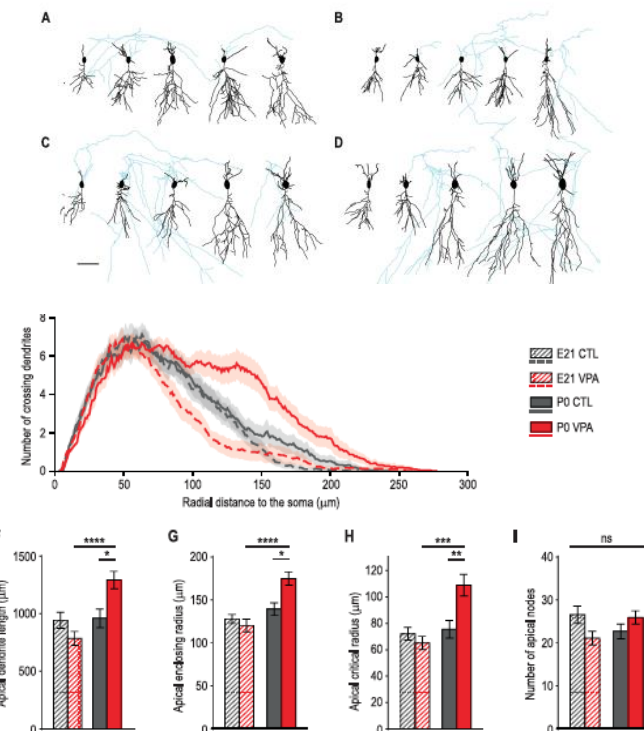 A
B
C
D
8
6
4
2
0
Number of crossing dendrites
0 50 100 150 200 250 300
Radial distance to the soma (μm)
E21 CTL
E21 VPA
P0 CTL
P0 VPA
****
*
1500
1000
500
0
Apical dendrite length (μm)
G
****
*
200
150
100
50
0
Apical enclosing radius (μm)
H
***
**
120
100
80
60
40
20
0
Apical critical radius (μm)
I
ns
40
30
20
10
0
Number of apical nodes